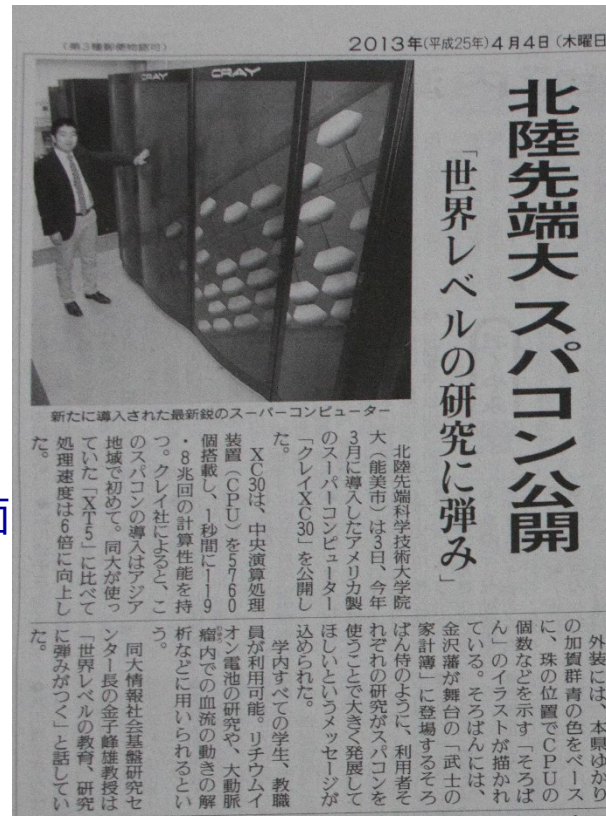 (第3種郵便物認可)
2013年(平成25年)4月4日(木曜日
北陸先端大 スパコン公開
「世界レベルの研究に弾み」
CRAY
CRAY
新たに導入された最新鋭のスーパーコンピューター
北陸先端科学技術大学院
大(能美市)は3日、今年
3月に導入したアメリカ製
のスーパーコンピューター
「クレイXC30」を公開し
た。
XC30は、中央演算処理
装置(CPU)を5760
個搭載し、1秒間に119
・8兆回の計算性能を持
つ。クレイ社によると、こ
のスパコンの導入はアジア
地域で初めて。同大が使っ
ていた「XT5」に比べて
処理速度は6倍に向上し
た。
外装には、本県ゆかり
の加賀群青の色をベース
に、珠の位置でCPUの
個数などを示す「そろば
ん」のイラストが描かれ
ている。そろばんには、
金沢藩が舞台の「武士の
家計簿」に登場するそろ
ばん侍のように、利用者そ
れぞれの研究がスパコンを
使うことで大きく発展して
ほしいというメッセージが
込められた。
学内すべての学生、教職
員が利用可能。リチウムイ
オン電池の研究や、大動脈
瘤内での血流の動きの解
析などに用いられるとい
う。
同大情報社会基盤研究セ
ンター長の金子峰雄教授は
「世界レベルの教育、研究
に弾みがつく」と話してい
た。
面